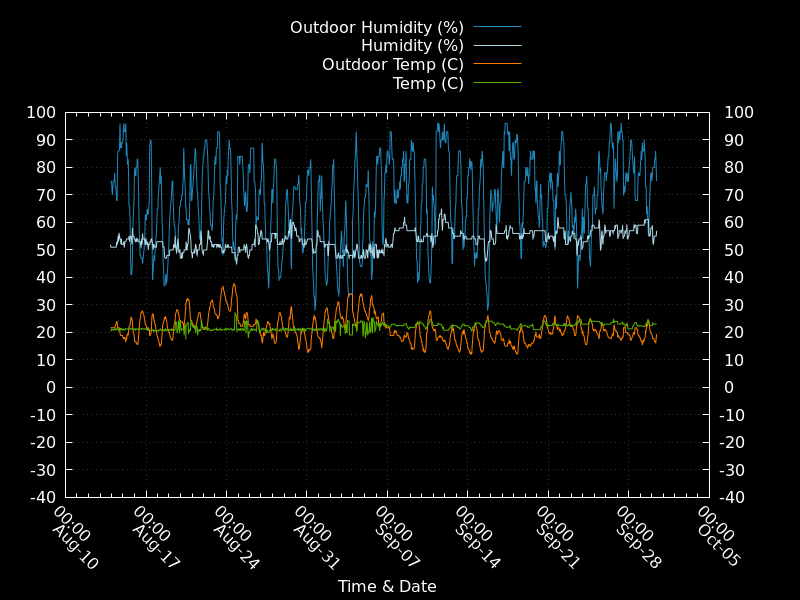 Outdoor Humidity (%)
Humidity (%)
Outdoor Temp (C)
Temp (C)
100 100
90 90
80 80
70 70
60 60
50 50
40 40
30 30
20 20
10 10
0 0
-10 -10
-20 -20
-30 -30
-40 -40
00:00 Aug-10
00:00 Aug-17
00:00 Aug-24
00:00 Aug-31
00:00 Sep-07
00:00 Sep-14
00:00 Sep-21
00:00 Sep-28
00:00 Oct-05
Time & Date